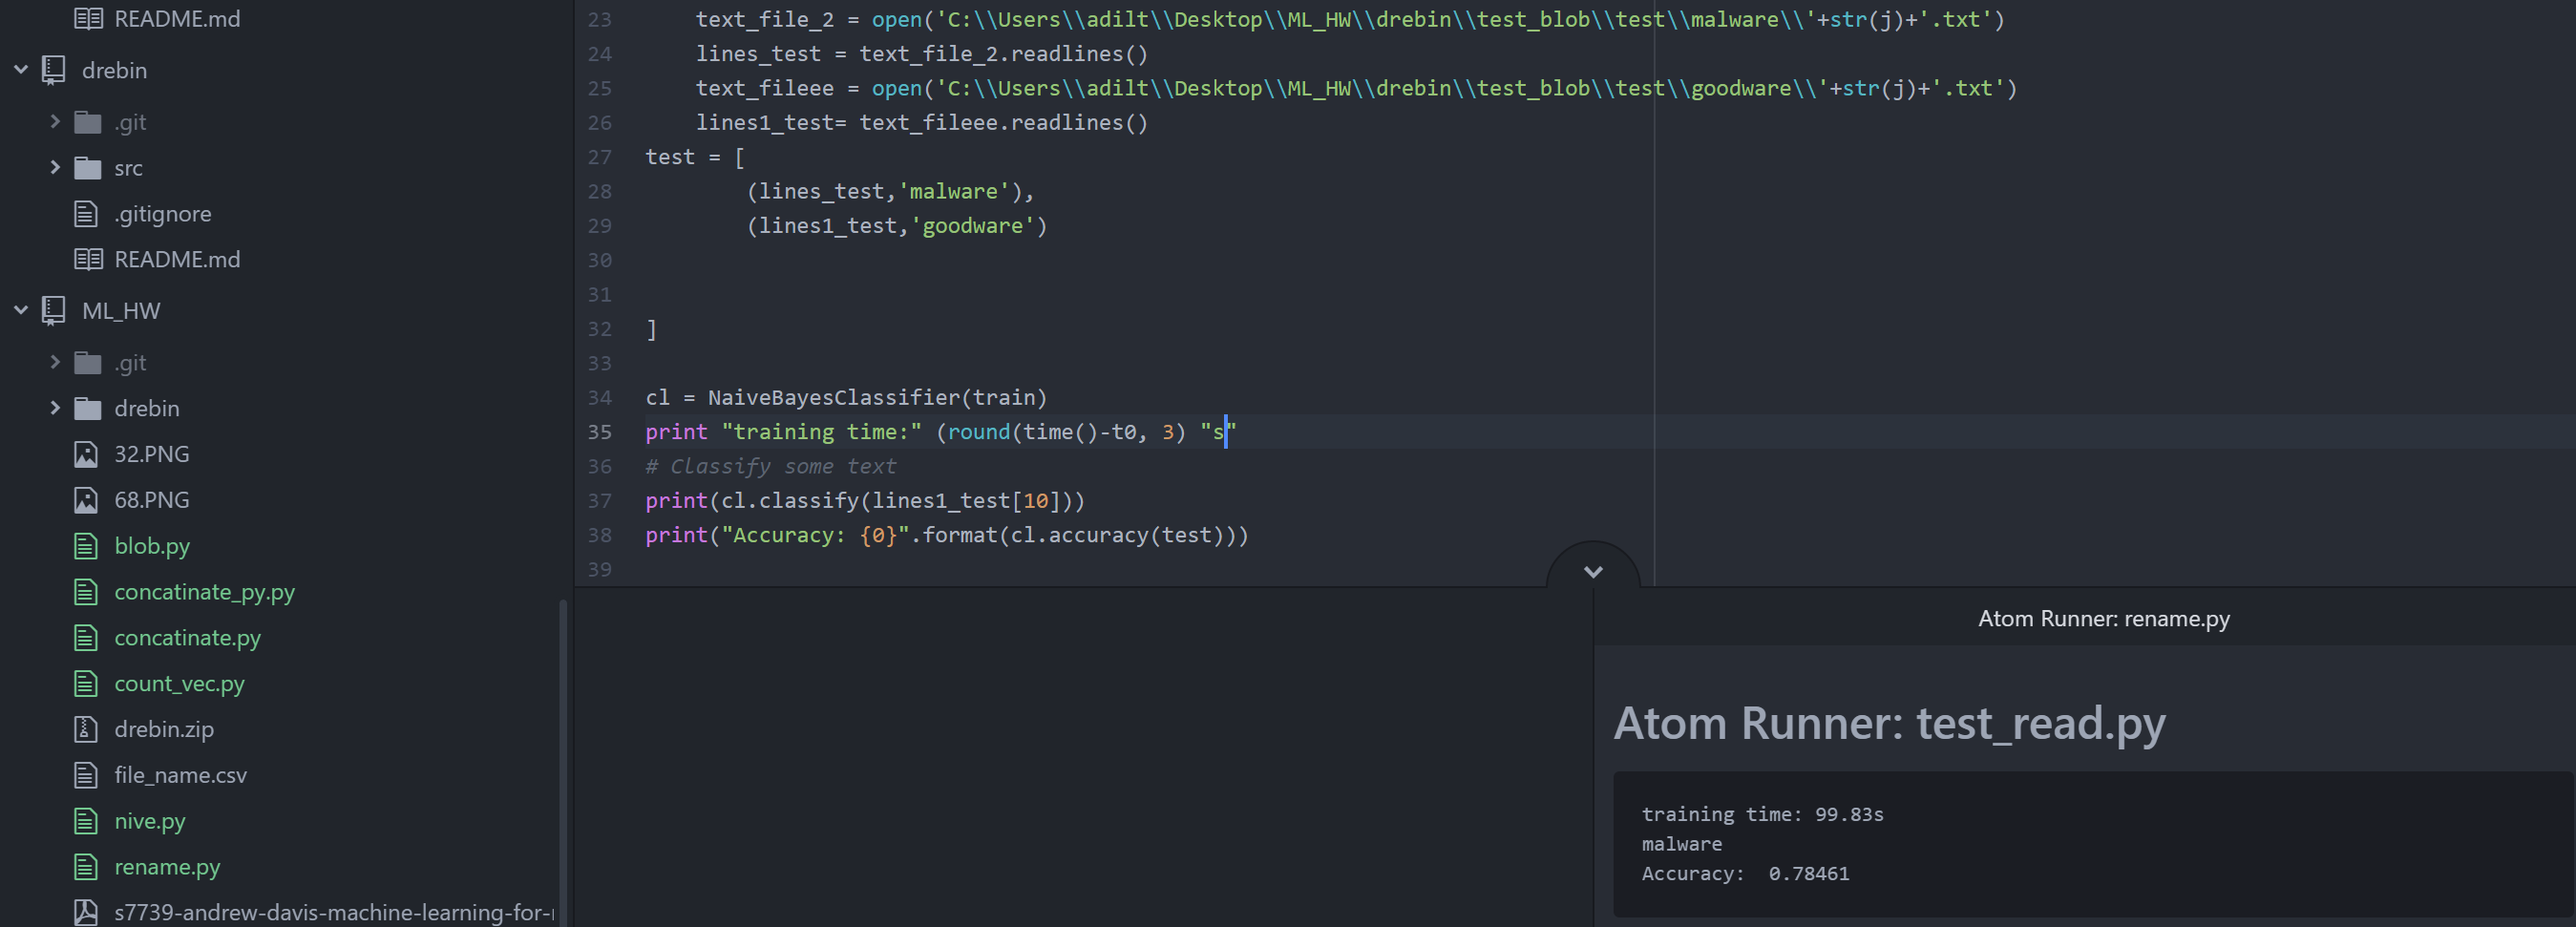 README.md
drebin
.git
src
.gitignore
README.md
ML_HW
.git
drebin
32.PNG
68.PNG
blob.py
concatinate_py.py
concatinate.py
count_vec.py
drebin.zip
file_name.csv
nive.py
rename.py
s7739-andrew-davis-machine-learning-for-
23 text_file_2 = open('C:\\Users\\adilt\\Desktop\\ML_HW\\drebin\\test_blob\\test\\malware\\'+str(j)+'.txt')
24 lines_test = text_file_2.readlines()
25 text_fileee = open('C:\\Users\\adilt\\Desktop\\ML_HW\\drebin\\test_blob\\test\\goodware\\'+str(j)+'.txt')
26 lines1_test= text_fileee.readlines()
27 test = [
28 (lines_test,'malware'),
29 (lines1_test,'goodware')
30
31
32 ]
33
34 cl = NaiveBayesClassifier(train)
35 print "training time:" (round(time()-t0, 3) "s"
36 # Classify some text
37 print(cl.classify(lines1_test[10]))
38 print("Accuracy: {0}".format(cl.accuracy(test)))
39
Atom Runner: rename.py
Atom Runner: test_read.py
training time: 99.83s
malware
Accuracy:  0.78461